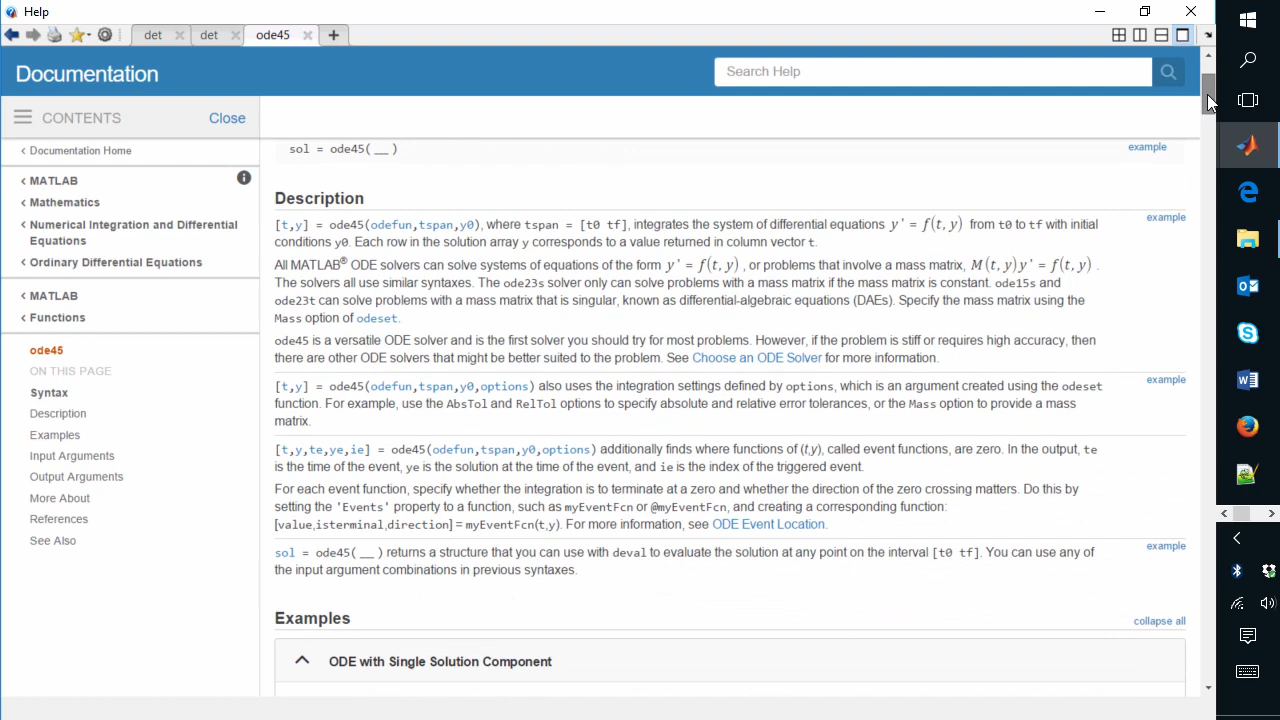 Help
det
det
ode45
Documentation
Search Help
CONTENTS
Close
< Documentation Home
< MATLAB
< Mathematics
< Numerical Integration and Differential
Equations
< Ordinary Differential Equations
< MATLAB
< Functions
ode45
ON THIS PAGE
Syntax
Description
Examples
Input Arguments
Output Arguments
More About
References
See Also
sol = ode45( __ )
example
Description
[t,y] = ode45(odefun,tspan,y0), where tspan = [t0 tf], integrates the system of differential equations y' = f(t, y) from t0 to tf with initial
example
conditions y0. Each row in the solution array y corresponds to a value returned in column vector t.
All MATLAB® ODE solvers can solve systems of equations of the form y' = f(t, y) , or problems that involve a mass matrix, M(t, y)y' = f(t, y) .
The solvers all use similar syntaxes. The ode23s solver only can solve problems with a mass matrix if the mass matrix is constant. ode15s and
ode23t can solve problems with a mass matrix that is singular, known as differential-algebraic equations (DAEs). Specify the mass matrix using the
Mass option of odeset.
ode45 is a versatile ODE solver and is the first solver you should try for most problems. However, if the problem is stiff or requires high accuracy, then
there are other ODE solvers that might be better suited to the problem. See Choose an ODE Solver for more information.
[t,y] = ode45(odefun,tspan,y0,options) also uses the integration settings defined by options, which is an argument created using the odeset
example
function. For example, use the AbsTol and RelTol options to specify absolute and relative error tolerances, or the Mass option to provide a mass
matrix.
[t,y,te,ye,ie] = ode45(odefun,tspan,y0,options) additionally finds where functions of (t,y), called event functions, are zero. In the output, te
example
is the time of the event, ye is the solution at the time of the event, and ie is the index of the triggered event.
For each event function, specify whether the integration is to terminate at a zero and whether the direction of the zero crossing matters. Do this by
setting the 'Events' property to a function, such as myEventFcn or @myEventFcn, and creating a corresponding function:
[value,isterminal,direction] = myEventFcn(t,y). For more information, see ODE Event Location.
sol = ode45( __ ) returns a structure that you can use with deval to evaluate the solution at any point on the interval [t0 tf]. You can use any of
example
the input argument combinations in previous syntaxes.
Examples
collapse all
ODE with Single Solution Component